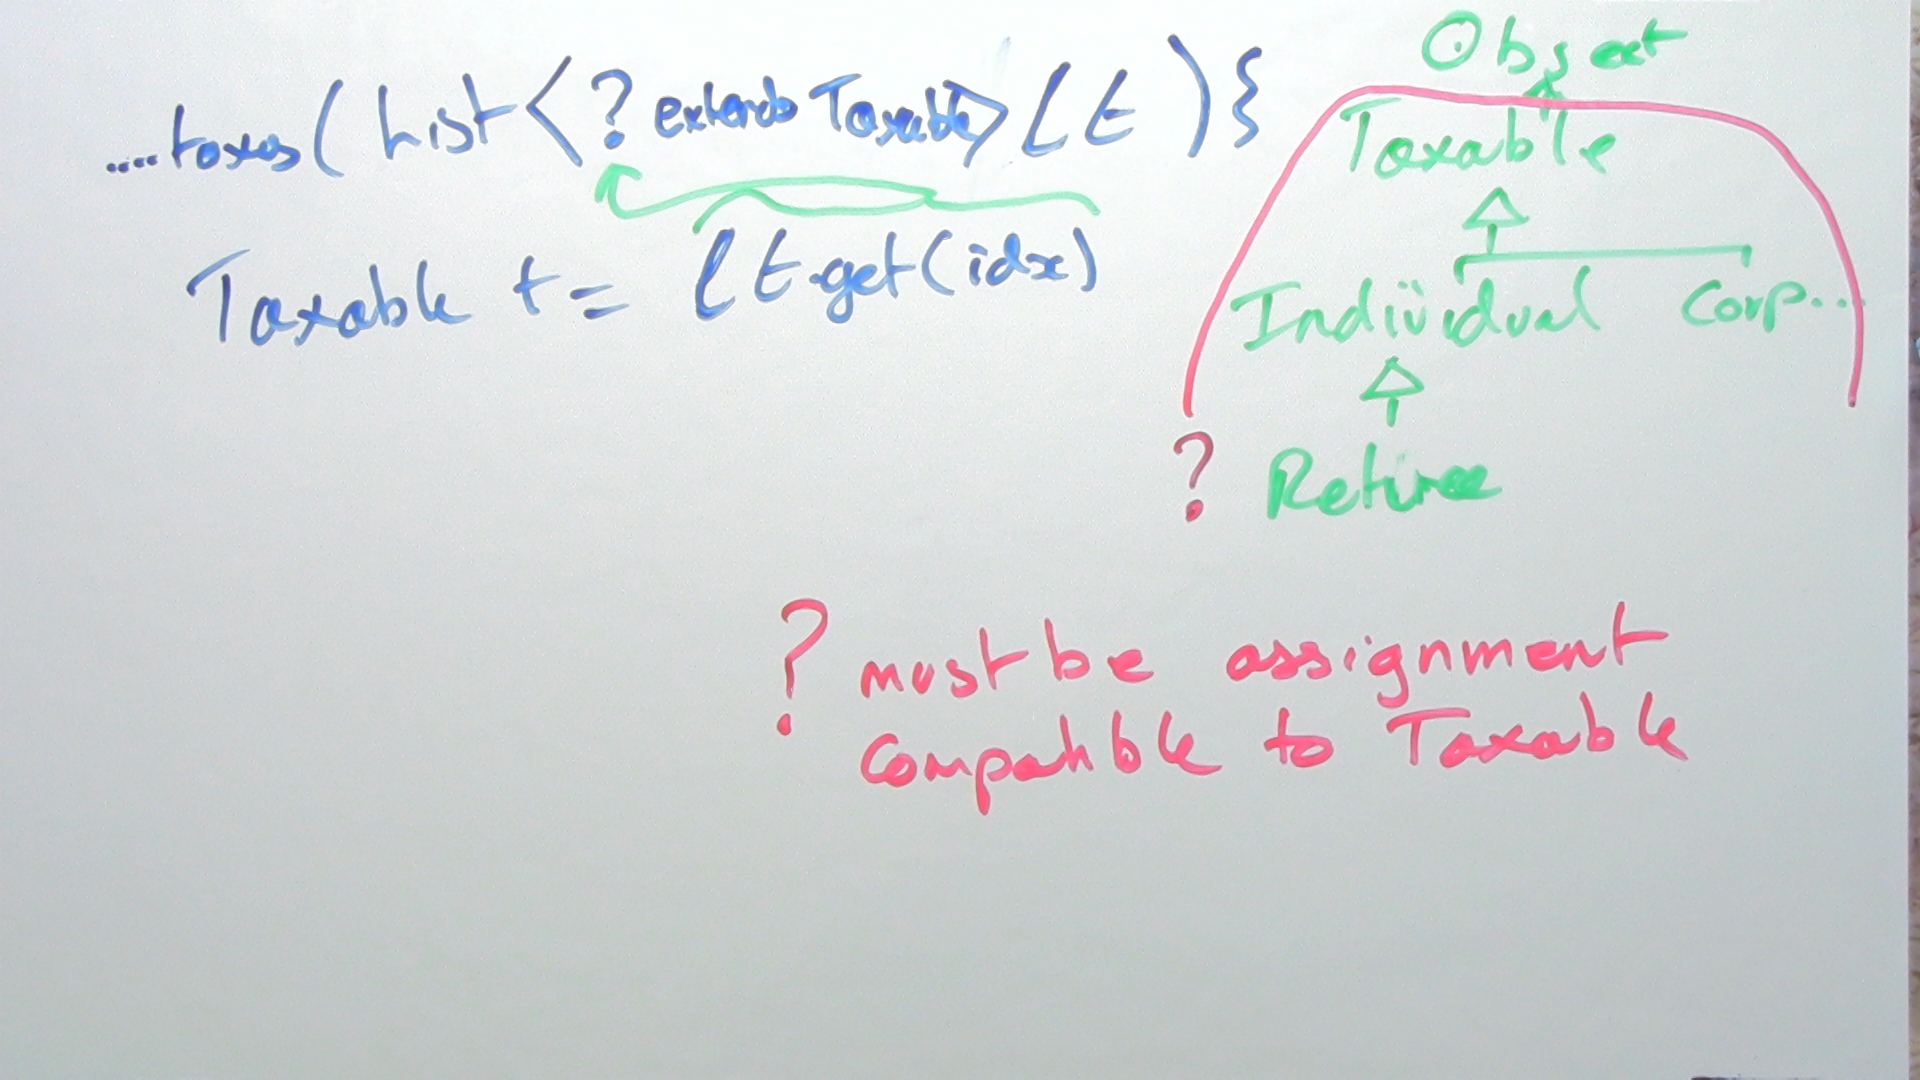 ....taxes(List<? extends Taxable> lt){
Taxable t = lt.get(idx)
Object
Taxable
Individual Corp...
? Retiree
? must be assignment
compatible to Taxable